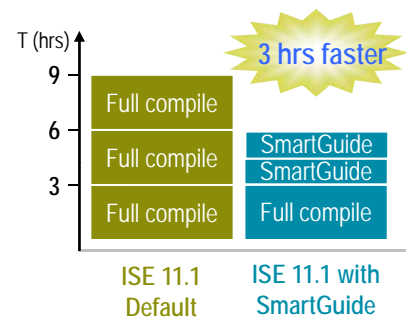 T (hrs)
3 hrs faster
9
Full compile
6
Full compile
SmartGuide
SmartGuide
3
Full compile
Full compile
ISE 11.1
Default
ISE 11.1 with
SmartGuide